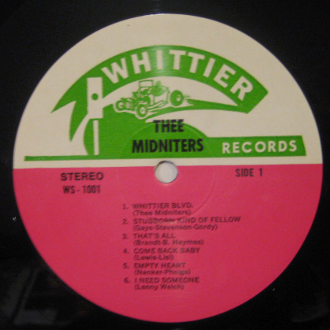 WHITTIER
THEE
MIDNITERS
RECORDS
STEREO
SIDE 1
WS - 1001
1. WHITTIER BLVD.
(Thee Midniters)
2. STUBBORN KIND OF FELLOW
(Gaye-Stevenson-Gordy)
3. THAT'S ALL
(Brandt-B. Haymes)
4. COME BACK BABY
(Lewis-List)
5. EMPTY HEART
(Nanker-Phelge)
6. I NEED SOMEONE
(Lenny Welch)